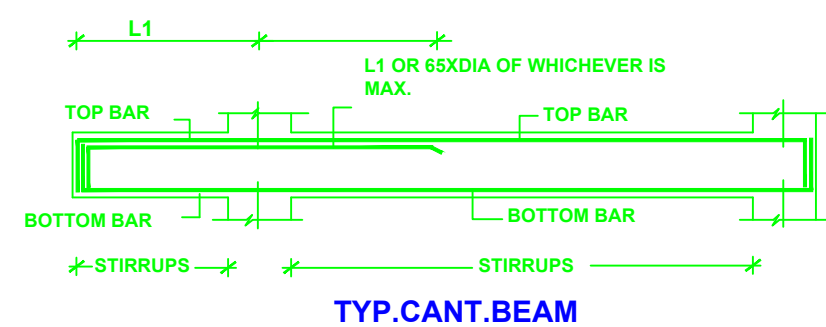 L1
L1 OR 65XDIA OF WHICHEVER IS
MAX.
TOP BAR
TOP BAR
BOTTOM BAR
BOTTOM BAR
STIRRUPS
STIRRUPS
TYP.CANT.BEAM